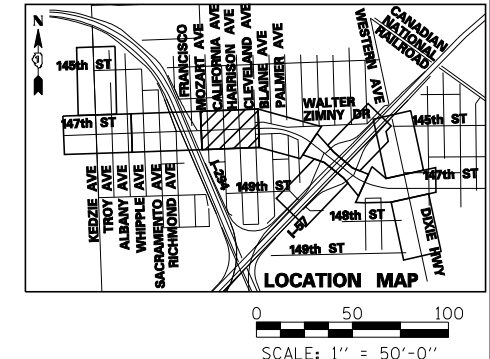 N
CANADIAN
NATIONAL
RAILROAD
WESTERN AVE
FRANCISCO
MOZART AVE
CALIFORNIA AVE
HARRISON AVE
CLEVELAND AVE
BLAINE AVE
PALMER AVE
145th ST
WALTER
ZIMNY DR
147th ST
145th ST
I-294
149th ST
147th ST
KEDZIE AVE
TROY AVE
ALBANY AVE
WHIPPLE AVE
SACRAMENTO AVE
RICHMOND AVE
I-57
148th ST
DIXIE HWY
149th ST
LOCATION MAP
0 50 100
SCALE: 1'' = 50'-0''